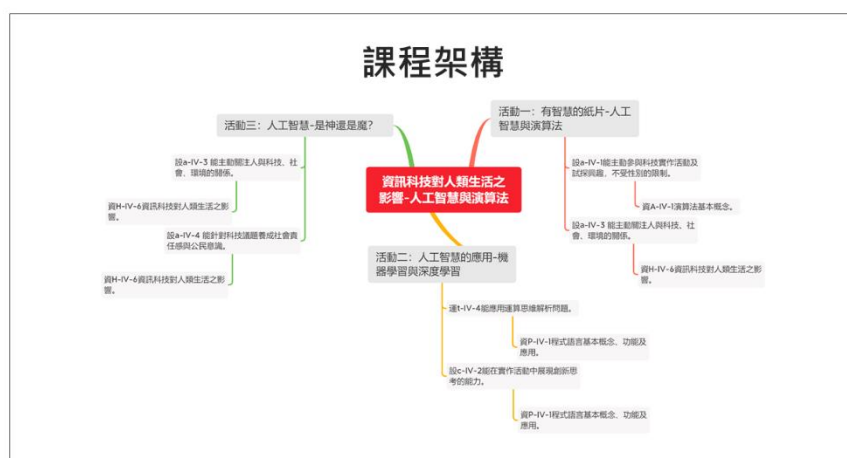 課程架構
活動一：有智慧的紙片-人工
智慧與演算法
設a-IV-1能主動參與科技實作活動及
試探興趣，不受性別的限制。
資A-IV-1演算法基本概念。
設a-IV-3 能主動關注人與科技、社
會、環境的關係。
資H-IV-6資訊科技對人類生活之影
響。
資訊科技對人類生活之
影響-人工智慧與演算法
活動二：人工智慧的應用-機
器學習與深度學習
運t-IV-4能應用運算思維解析問題。
資P-IV-1程式語言基本概念、功能及
應用。
設c-IV-2能在實作活動中展現創新思
考的能力。
資P-IV-1程式語言基本概念、功能及
應用。
活動三：人工智慧-是神還是魔?
設a-IV-3 能主動關注人與科技、社
會、環境的關係。
資H-IV-6資訊科技對人類生活之影
響。
設a-IV-4 能針對科技議題養成社會責
任感與公民意識。
資H-IV-6資訊科技對人類生活之影
響。